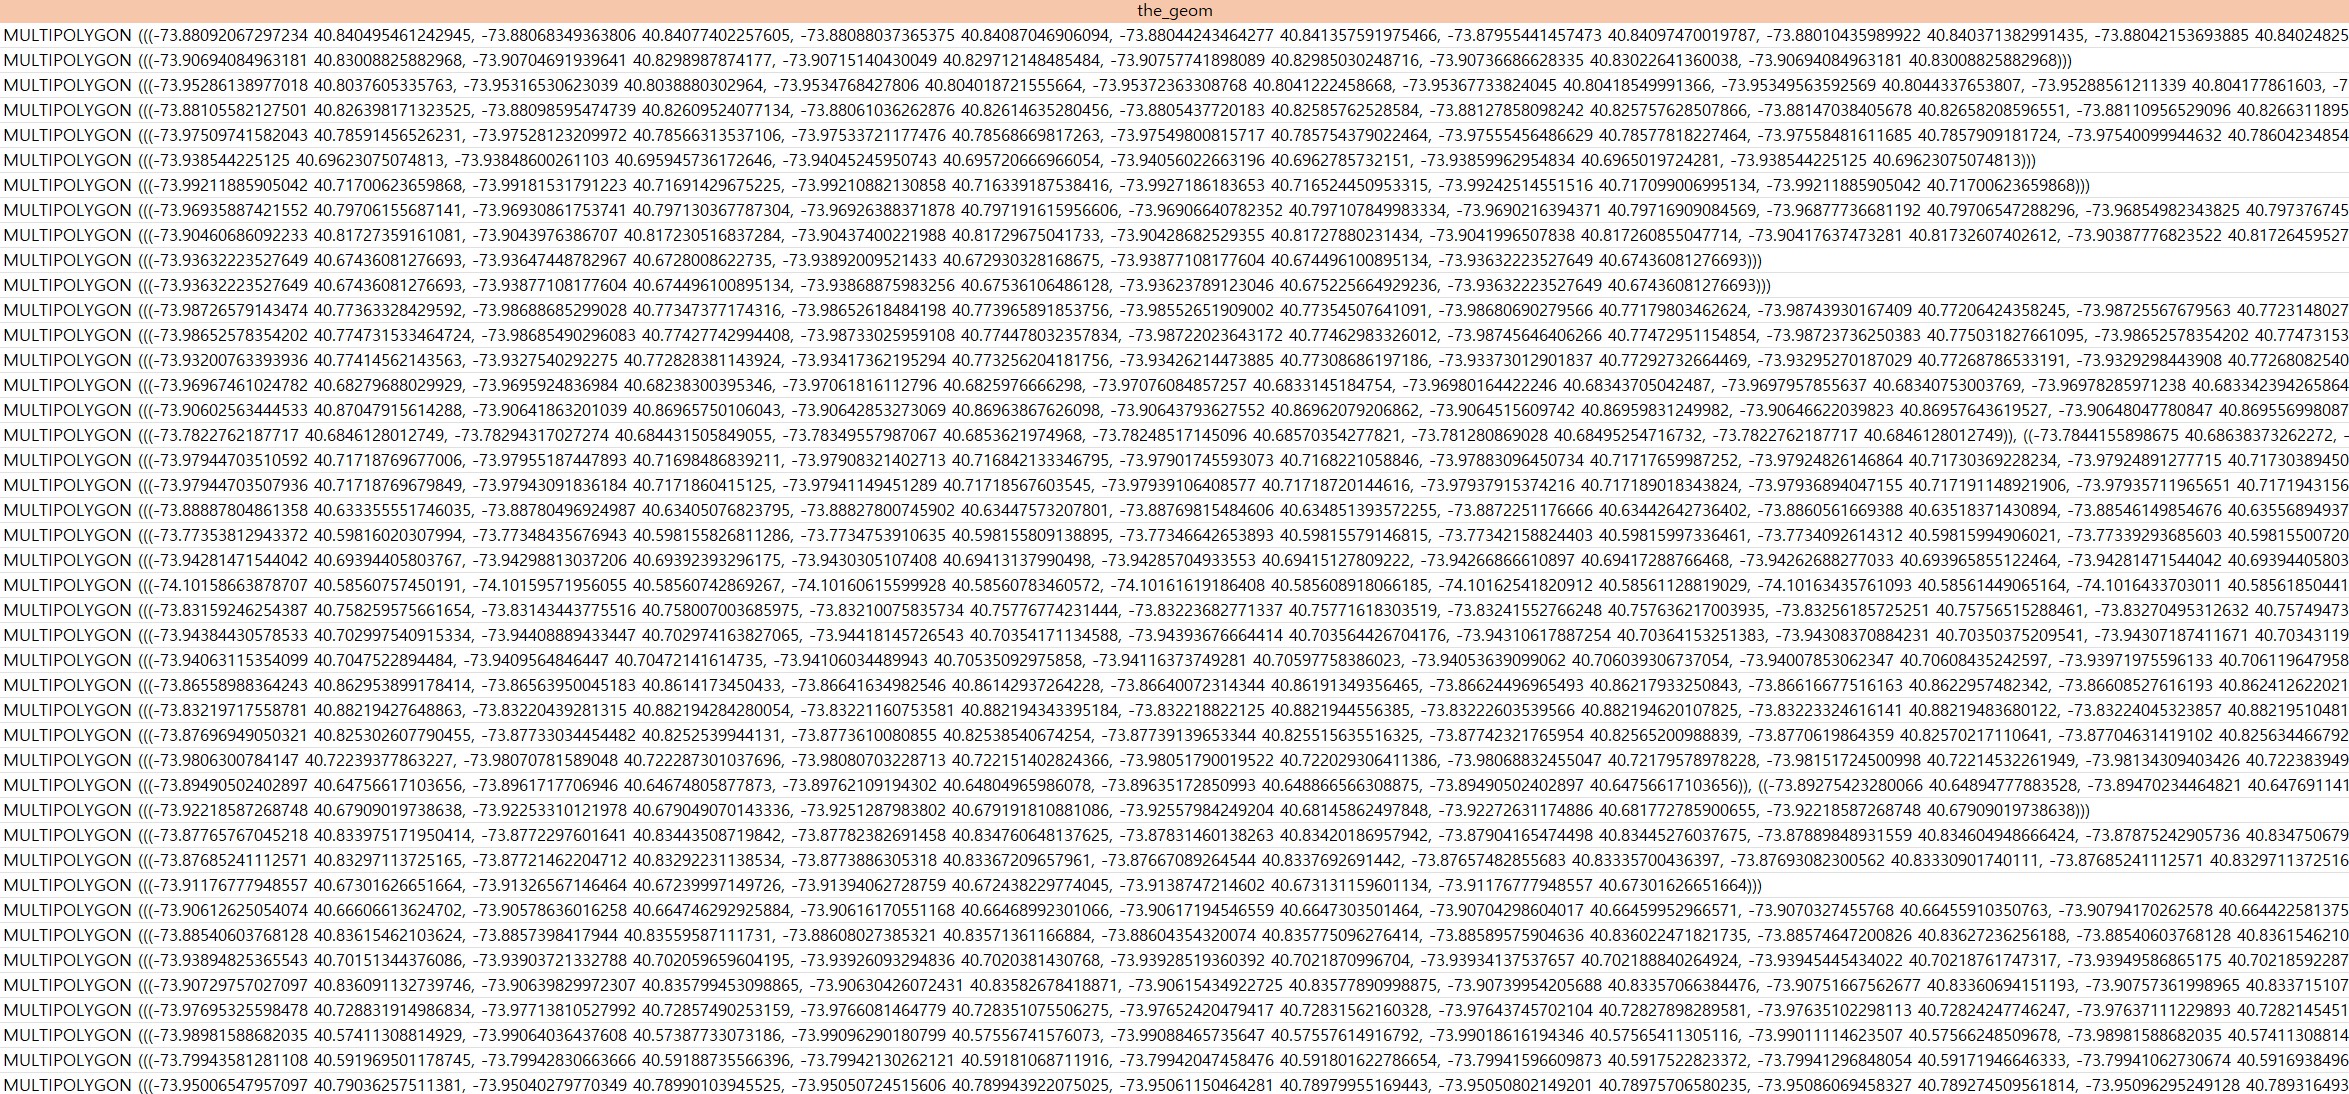 the_geom
MULTIPOLYGON (((-73.88092067297234 40.840495461242945, -73.88068349363806 40.84077402257605, -73.88088037365375 40.84087046906094, -73.88044243464277 40.841357591975466, -73.87955441457473 40.84097470019787, -73.88010435989922 40.840371382991435, -73.88042153693885 40.84024825
MULTIPOLYGON (((-73.90694084963181 40.83008825882968, -73.90704691939641 40.8298987874177, -73.90715140430049 40.829712148485484, -73.90757741898089 40.82985030248716, -73.90736686628335 40.83022641360038, -73.90694084963181 40.83008825882968)))
MULTIPOLYGON (((-73.95286138977018 40.8037605335763, -73.95316530623039 40.8038880302964, -73.9534768427806 40.804018721555664, -73.95372363308768 40.8041222458668, -73.95367733824045 40.80418549991366, -73.95349563592569 40.8044337653807, -73.95288561211339 40.804177861603, -7
MULTIPOLYGON (((-73.88105582127501 40.826398171323525, -73.88098595474739 40.82609524077134, -73.88061036262876 40.82614635280456, -73.8805437720183 40.82585762528584, -73.88127858098242 40.825757628507866, -73.88147038405678 40.82658208596551, -73.88110956529096 40.8266311895
MULTIPOLYGON (((-73.97509741582043 40.78591456526231, -73.97528123209972 40.78566313537106, -73.97533721177476 40.78568669817263, -73.97549800815717 40.785754379022464, -73.97555456486629 40.78577818227464, -73.97558481611685 40.7857909181724, -73.97540099944632 40.78604234854
MULTIPOLYGON (((-73.938544225125 40.69623075074813, -73.93848600261103 40.695945736172646, -73.94045245950743 40.695720666966054, -73.94056022663196 40.6962785732151, -73.93859962954834 40.6965019724281, -73.938544225125 40.69623075074813)))
MULTIPOLYGON (((-73.99211885905042 40.71700623659868, -73.99181531791223 40.71691429675225, -73.99210882130858 40.716339187538416, -73.9927186183653 40.716524450953315, -73.99242514551516 40.717099006995134, -73.99211885905042 40.71700623659868)))
MULTIPOLYGON (((-73.96935887421552 40.79706155687141, -73.96930861753741 40.797130367787304, -73.96926388371878 40.797191615956606, -73.96906640782352 40.797107849983334, -73.9690216394371 40.79716909084569, -73.96877736681192 40.79706547288296, -73.96854982343825 40.797376745
MULTIPOLYGON (((-73.90460686092233 40.81727359161081, -73.9043976386707 40.817230516837284, -73.90437400221988 40.81729675041733, -73.90428682529355 40.81727880231434, -73.9041996507838 40.817260855047714, -73.90417637473281 40.81732607402612, -73.90387776823522 40.81726459527
MULTIPOLYGON (((-73.93632223527649 40.67436081276693, -73.93647448782967 40.6728008622735, -73.93892009521433 40.672930328168675, -73.93877108177604 40.674496100895134, -73.93632223527649 40.67436081276693)))
MULTIPOLYGON (((-73.93632223527649 40.67436081276693, -73.93877108177604 40.674496100895134, -73.93868875983256 40.67536106486128, -73.93623789123046 40.675225664929236, -73.93632223527649 40.67436081276693)))
MULTIPOLYGON (((-73.98726579143474 40.77363328429592, -73.98688685299028 40.77347377174316, -73.98652618484198 40.773965891853756, -73.98552651909002 40.77354507641091, -73.98680690279566 40.77179803462624, -73.98743930167409 40.77206424358245, -73.98725567679563 40.7723148027
MULTIPOLYGON (((-73.98652578354202 40.774731533464724, -73.98685490296083 40.77427742994408, -73.98733025959108 40.774478032357834, -73.98722023643172 40.77462983326012, -73.98745646406266 40.77472951154854, -73.98723736250383 40.775031827661095, -73.98652578354202 40.77473153
MULTIPOLYGON (((-73.93200763393936 40.77414562143563, -73.9327540292275 40.772828381143924, -73.93417362195294 40.773256204181756, -73.93426214473885 40.77308686197186, -73.93373012901837 40.77292732664469, -73.93295270187029 40.77268786533191, -73.9329298443908 40.77268082540
MULTIPOLYGON (((-73.96967461024782 40.68279688029929, -73.9695924836984 40.68238300395346, -73.97061816112796 40.6825976666298, -73.97076084857257 40.6833145184754, -73.96980164422246 40.68343705042487, -73.9697957855637 40.68340753003769, -73.96978285971238 40.683342394265864
MULTIPOLYGON (((-73.90602563444533 40.87047915614288, -73.90641863201039 40.86965750106043, -73.90642853273069 40.86963867626098, -73.90643793627552 40.86962079206862, -73.9064515609742 40.86959831249982, -73.90646622039823 40.86957643619527, -73.90648047780847 40.869556998087
MULTIPOLYGON (((-73.7822762187717 40.6846128012749, -73.78294317027274 40.684431505849055, -73.78349557987067 40.6853621974968, -73.78248517145096 40.68570354277821, -73.781280869028 40.68495254716732, -73.7822762187717 40.6846128012749)), ((-73.7844155898675 40.68638373262272, -
MULTIPOLYGON (((-73.97944703510592 40.71718769677006, -73.97955187447893 40.71698486839211, -73.97908321402713 40.716842133346795, -73.97901745593073 40.7168221058846, -73.97883096450734 40.71717659987252, -73.97924826146864 40.71730369228234, -73.97924891277715 40.71730389450
MULTIPOLYGON (((-73.97944703507936 40.71718769679849, -73.97943091836184 40.7171860415125, -73.97941149451289 40.71718567603545, -73.97939106408577 40.71718720144616, -73.97937915374216 40.717189018343824, -73.97936894047155 40.717191148921906, -73.97935711965651 40.7171943156
MULTIPOLYGON (((-73.88887804861358 40.633355551746035, -73.88780496924987 40.63405076823795, -73.88827800745902 40.63447573207801, -73.88769815484606 40.634851393572255, -73.8872251176666 40.63442642736402, -73.8860561669388 40.63518371430894, -73.88546149854676 40.63556894937
MULTIPOLYGON (((-73.77353812943372 40.59816020307994, -73.77348435676943 40.598155826811286, -73.7734753910635 40.598155809138895, -73.77346642653893 40.59815579146815, -73.77342158824403 40.59815997336461, -73.7734092614312 40.59815994906021, -73.77339293685603 40.59815500720
MULTIPOLYGON (((-73.94281471544042 40.69394405803767, -73.94298813037206 40.69392393296175, -73.9430305107408 40.69413137990498, -73.94285704933553 40.69415127809222, -73.94266866610897 40.69417288766468, -73.94262688277033 40.693965855122464, -73.94281471544042 40.69394405803
MULTIPOLYGON (((-74.10158663878707 40.58560757450191, -74.10159571956055 40.58560742869267, -74.10160615599928 40.58560783460572, -74.10161619186408 40.585608918066185, -74.10162541820912 40.58561128819029, -74.10163435761093 40.58561449065164, -74.1016433703011 40.58561850441
MULTIPOLYGON (((-73.83159246254387 40.758259575661654, -73.83143443775516 40.758007003685975, -73.83210075835734 40.75776774231444, -73.83223682771337 40.75771618303519, -73.83241552766248 40.757636217003935, -73.83256185725251 40.75756515288461, -73.83270495312632 40.75749473
MULTIPOLYGON (((-73.94384430578533 40.702997540915334, -73.94408889433447 40.702974163827065, -73.94418145726543 40.70354171134588, -73.94393676664414 40.703564426704176, -73.94310617887254 40.70364153251383, -73.94308370884231 40.70350375209541, -73.94307187411671 40.70343119
MULTIPOLYGON (((-73.94063115354099 40.7047522894484, -73.9409564846447 40.70472141614735, -73.94106034489943 40.70535092975858, -73.94116373749281 40.70597758386023, -73.94053639099062 40.706039306737054, -73.94007853062347 40.70608435242597, -73.93971975596133 40.706119647958
MULTIPOLYGON (((-73.86558988364243 40.862953899178414, -73.86563950045183 40.8614173450433, -73.86641634982546 40.86142937264228, -73.86640072314344 40.86191349356465, -73.86624496965493 40.86217933250843, -73.86616677516163 40.8622957482342, -73.86608527616193 40.862412622021
MULTIPOLYGON (((-73.83219717558781 40.88219427648863, -73.83220439281315 40.882194284280054, -73.83221160753581 40.882194343395184, -73.832218822125 40.8821944556385, -73.83222603539566 40.882194620107825, -73.83223324616141 40.88219483680122, -73.83224045323857 40.88219510481
MULTIPOLYGON (((-73.87696949050321 40.825302607790455, -73.87733034454482 40.8252539944131, -73.8773610080855 40.82538540674254, -73.87739139653344 40.825515635516325, -73.87742321765954 40.82565200988839, -73.8770619864359 40.82570217110641, -73.87704631419102 40.825634466792
MULTIPOLYGON (((-73.9806300784147 40.72239377863227, -73.98070781589048 40.722287301037696, -73.98080703228713 40.722151402824366, -73.98051790019522 40.722029306411386, -73.98068832455047 40.72179578978228, -73.98151724500998 40.72214532261949, -73.98134309403426 40.722383949
MULTIPOLYGON (((-73.89490502402897 40.64756617103656, -73.8961717706946 40.64674805877873, -73.89762109194302 40.64804965986078, -73.89635172850993 40.648866566308875, -73.89490502402897 40.64756617103656)), ((-73.89275423280066 40.64894777883528, -73.89470234464821 40.647691141
MULTIPOLYGON (((-73.92218587268748 40.67909019738638, -73.92253310121978 40.679049070143336, -73.9251287983802 40.679191810881086, -73.92557984249204 40.68145862497848, -73.92272631174886 40.681772785900655, -73.92218587268748 40.67909019738638)))
MULTIPOLYGON (((-73.87765767045218 40.833975171950414, -73.8772297601641 40.83443508719842, -73.87782382691458 40.834760648137625, -73.87831460138263 40.83420186957942, -73.87904165474498 40.83445276037675, -73.87889848931559 40.834604948666424, -73.87875242905736 40.834750679
MULTIPOLYGON (((-73.87685241112571 40.83297113725165, -73.87721462204712 40.83292231138534, -73.8773886305318 40.83367209657961, -73.87667089264544 40.8337692691442, -73.87657482855683 40.83335700436397, -73.87693082300562 40.83330901740111, -73.87685241112571 40.8329711372516
MULTIPOLYGON (((-73.91176777948557 40.67301626651664, -73.91326567146464 40.67239997149726, -73.91394062728759 40.672438229774045, -73.9138747214602 40.673131159601134, -73.91176777948557 40.67301626651664)))
MULTIPOLYGON (((-73.90612625054074 40.66606613624702, -73.90578636016258 40.664746292925884, -73.90616170551168 40.66468992301066, -73.90617194546559 40.6647303501464, -73.90704298604017 40.66459952966571, -73.9070327455768 40.66455910350763, -73.90794170262578 40.664422581375
MULTIPOLYGON (((-73.88540603768128 40.83615462103624, -73.8857398417944 40.83559587111731, -73.88608027385321 40.83571361166884, -73.88604354320074 40.835775096276414, -73.88589575904636 40.836022471821735, -73.88574647200826 40.83627236256188, -73.88540603768128 40.8361546210
MULTIPOLYGON (((-73.93894825365543 40.70151344376086, -73.93903721332788 40.702059659604195, -73.93926093294836 40.7020381430768, -73.93928519360392 40.7021870996704, -73.93934137537657 40.702188840264924, -73.93945445434022 40.70218761747317, -73.93949586865175 40.70218592287
MULTIPOLYGON (((-73.90729757027097 40.836091132739746, -73.90639829972307 40.835799453098865, -73.90630426072431 40.83582678418871, -73.90615434922725 40.83577890998875, -73.90739954205688 40.83357066384476, -73.90751667562677 40.83360694151193, -73.90757361998965 40.833715107
MULTIPOLYGON (((-73.97695325598478 40.728831914986834, -73.97713810527992 40.72857490253159, -73.9766081464779 40.728351075506275, -73.97652420479417 40.72831562160328, -73.97643745702104 40.72827898289581, -73.97635102298113 40.72824247746247, -73.97637111229893 40.7282145451
MULTIPOLYGON (((-73.98981588682035 40.57411308814929, -73.99064036437608 40.57387733073186, -73.99096290180799 40.57556741576073, -73.99088465735647 40.57557614916792, -73.99018616194346 40.57565411305116, -73.99011114623507 40.57566248509678, -73.98981588682035 40.57411308814
MULTIPOLYGON (((-73.79943581281108 40.591969501178745, -73.79942830663666 40.59188735566396, -73.79942130262121 40.59181068711916, -73.79942047458476 40.591801622786654, -73.79941596609873 40.5917522823372, -73.79941296848054 40.59171946646333, -73.79941062730674 40.5916938496
MULTIPOLYGON (((-73.95006547957097 40.79036257511381, -73.95040279770349 40.78990103945525, -73.95050724515606 40.789943922075025, -73.95061150464281 40.78979955169443, -73.95050802149201 40.78975706580235, -73.95086069458327 40.789274509561814, -73.95096295249128 40.789316493